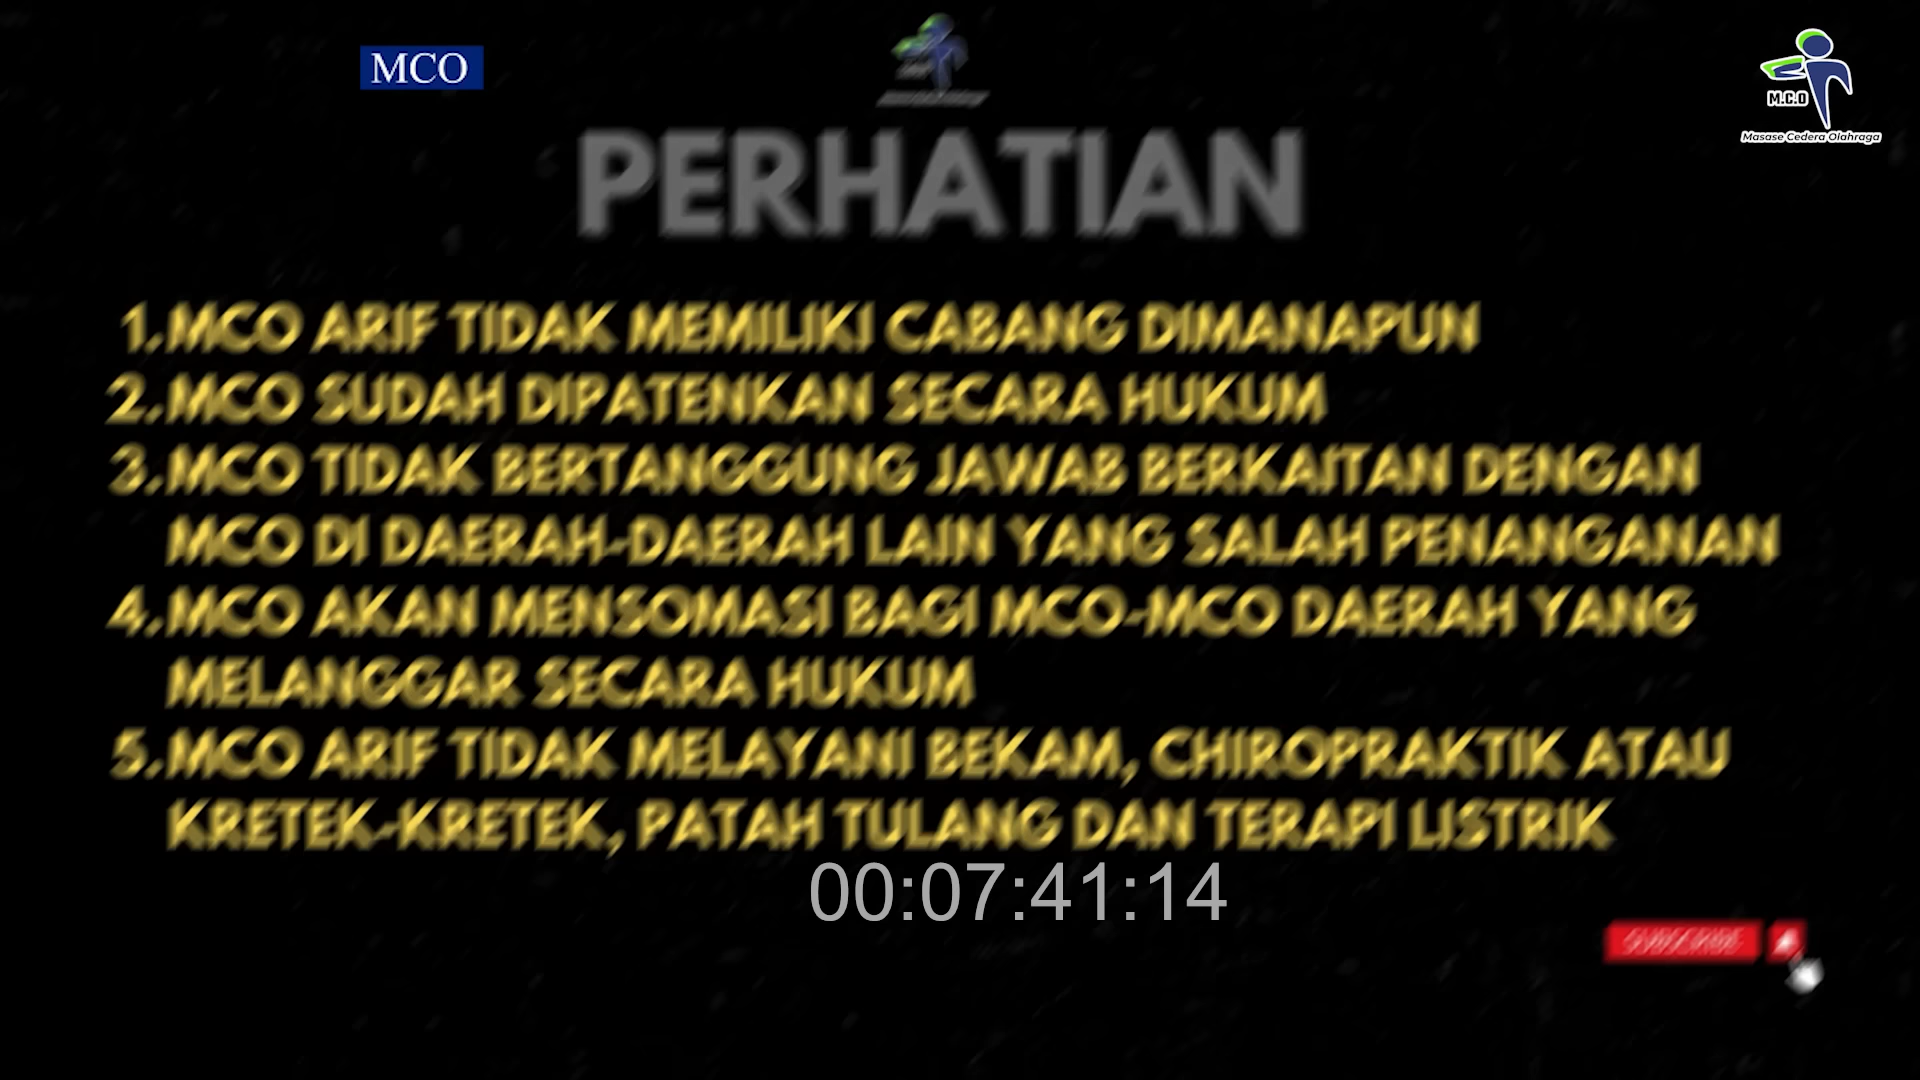 MCO
M.C.O
Masase Cedera Olahraga
PERHATIAN
1.MCO ARIF TIDAK MEMILIKI CABANG DIMANAPUN
2.MCO SUDAH DIPATENKAN SECARA HUKUM
3.MCO TIDAK BERTANGGUNG JAWAB BERKAITAN DENGAN
MCO DI DAERAH-DAERAH LAIN YANG SALAH PENANGANAN
4.MCO AKAN MENSOMASI BAGI MCO-MCO DAERAH YANG
MELANGGAR SECARA HUKUM
5.MCO ARIF TIDAK MELAYANI BEKAM, CHIROPRAKTIK ATAU
KRETEK-KRETEK, PATAH TULANG DAN TERAPI LISTRIK
00:07:41:14
SUBSCRIBE